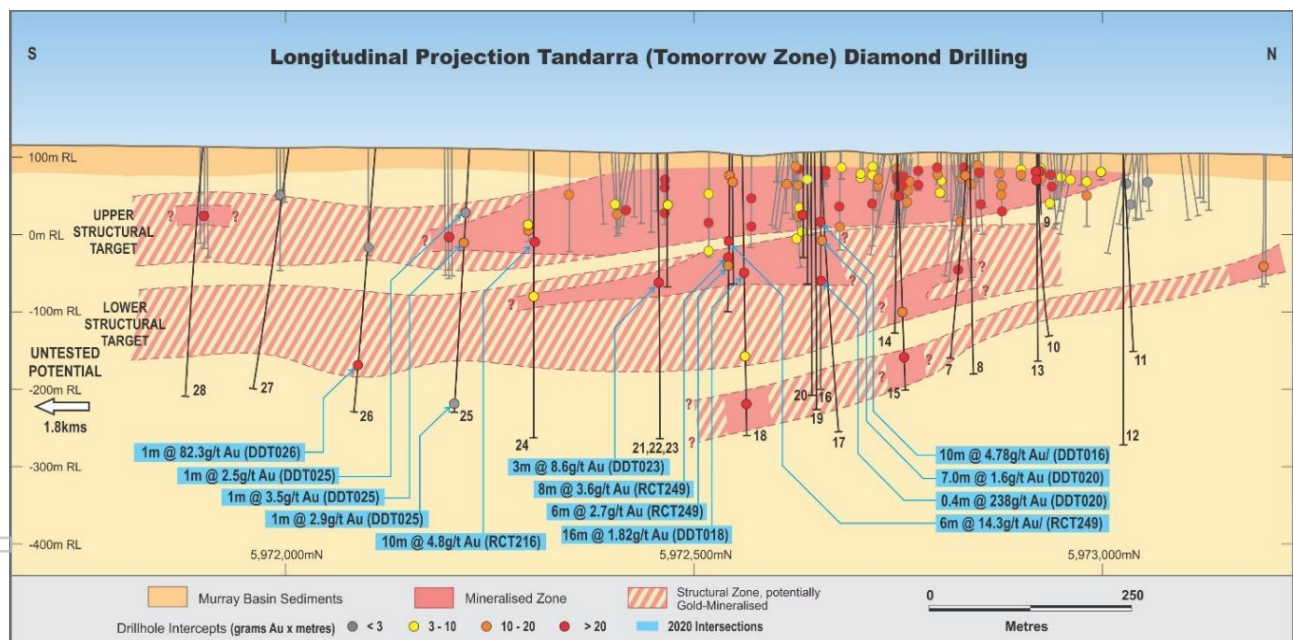 Longitudinal Projection Tandarra (Tomorrow Zone) Diamond Drilling
S
N
100m RL
UPPER
STRUCTURAL
TARGET
0m RL
LOWER
STRUCTURAL
TARGET
-100m RL
UNTESTED
POTENTIAL
-200m RL
1.8kms
-300m RL
-400m RL
?
?
?
?
?
?
?
?
?
?
?
?
28
27
26
25
24
21,22,23
18
20
19
16
17
14
15
7
8
9
13
10
11
12
1m @ 82.3g/t Au (DDT026)
1m @ 2.5g/t Au (DDT025)
1m @ 3.5g/t Au (DDT025)
1m @ 2.9g/t Au (DDT025)
10m @ 4.8g/t Au (RCT216)
3m @ 8.6g/t Au (DDT023)
8m @ 3.6g/t Au (RCT249)
6m @ 2.7g/t Au (RCT249)
16m @ 1.82g/t Au (DDT018)
10m @ 4.78g/t Au/ (DDT016)
7.0m @ 1.6g/t Au (DDT020)
0.4m @ 238g/t Au (DDT020)
6m @ 14.3g/t Au/ (RCT249)
5,972,000mN
5,972,500mN
5,973,000mN
Murray Basin Sediments
Mineralised Zone
Structural Zone, potentially
Gold-Mineralised
0
250
Metres
Drillhole Intercepts (grams Au x metres)
< 3
3 - 10
10 - 20
> 20
2020 Intersections